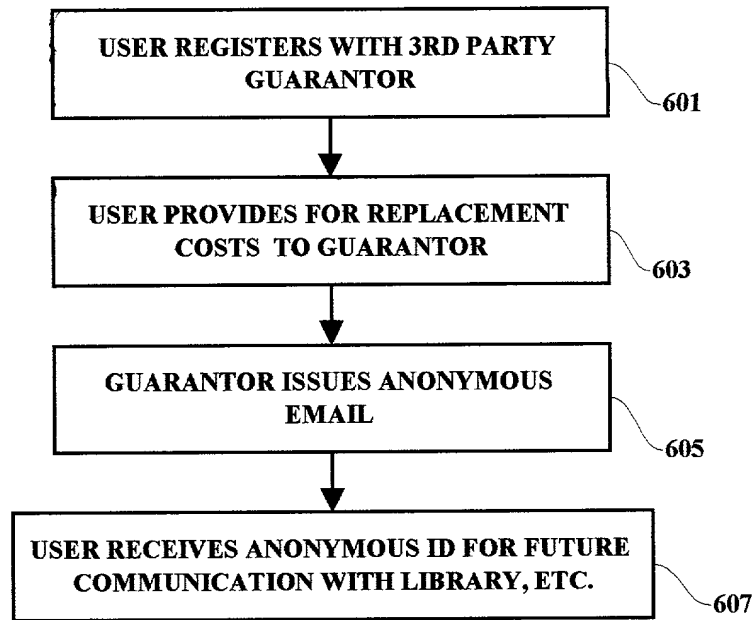 USER REGISTERS WITH 3RD PARTY
GUARANTOR
601
USER PROVIDES FOR REPLACEMENT
COSTS TO GUARANTOR
603
GUARANTOR ISSUES ANONYMOUS
EMAIL
605
USER RECEIVES ANONYMOUS ID FOR FUTURE
COMMUNICATION WITH LIBRARY, ETC.
607